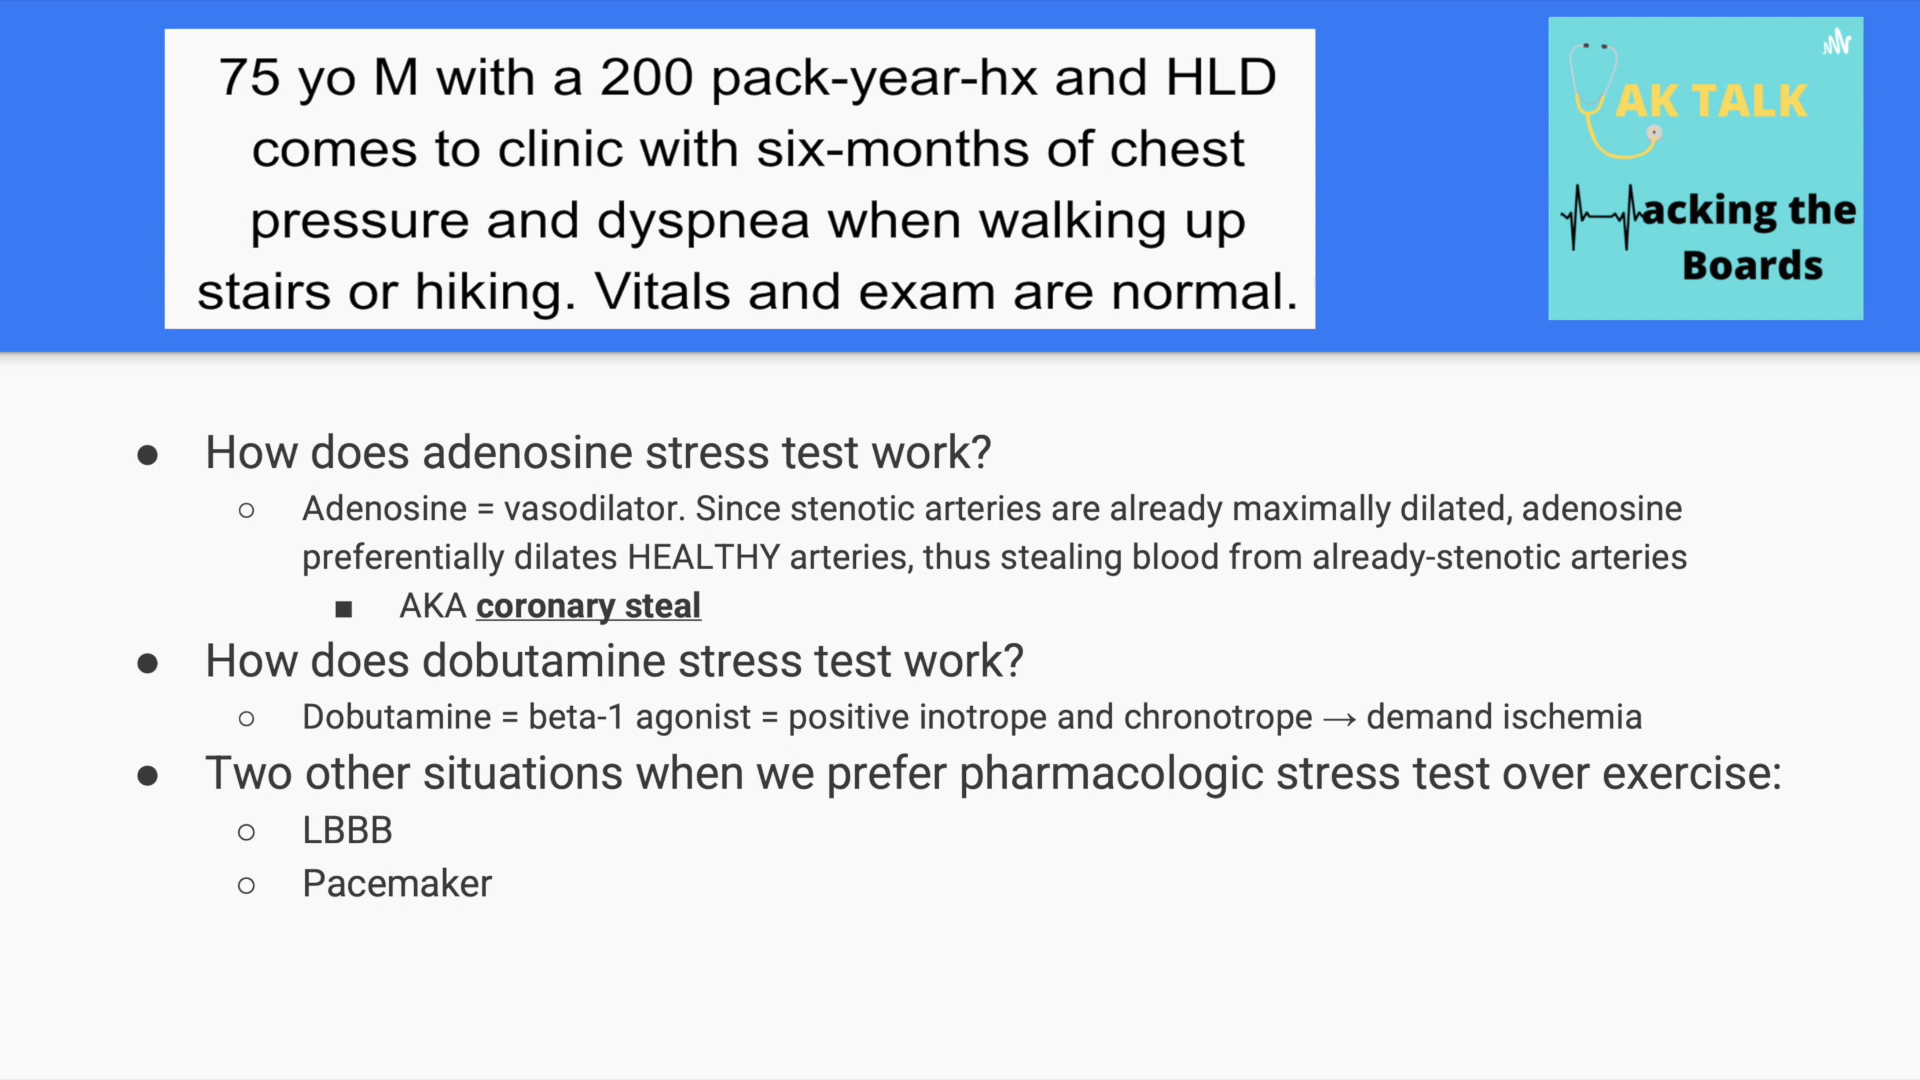 75 yo M with a 200 pack-year-hx and HLD
comes to clinic with six-months of chest
pressure and dyspnea when walking up
stairs or hiking. Vitals and exam are normal.
AK TALK
acking the
Boards
● How does adenosine stress test work?
○ Adenosine = vasodilator. Since stenotic arteries are already maximally dilated, adenosine
preferentially dilates HEALTHY arteries, thus stealing blood from already-stenotic arteries
■ AKA coronary steal
● How does dobutamine stress test work?
○ Dobutamine = beta-1 agonist = positive inotrope and chronotrope → demand ischemia
● Two other situations when we prefer pharmacologic stress test over exercise:
○ LBBB
○ Pacemaker